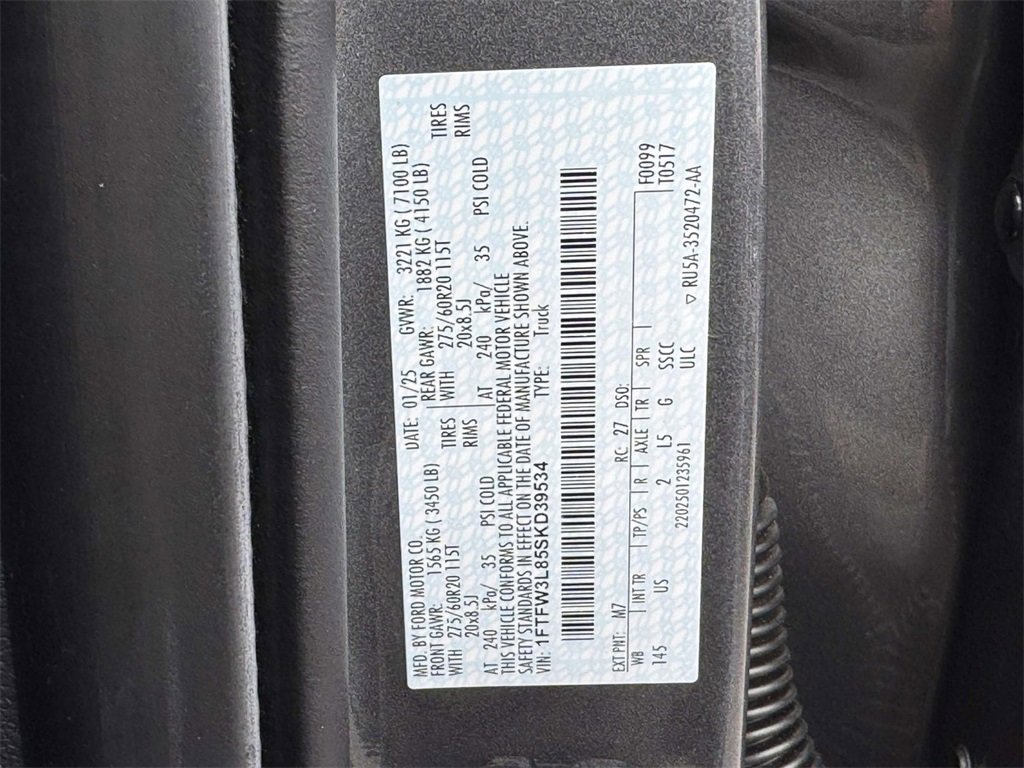 MFD. BY FORD MOTOR CO. DATE: 01/25 GVWR: 3221 KG ( 7100 LB)
FRONT GAWR: 1565 KG ( 3450 LB) REAR GAWR: 1882 KG ( 4150 LB)
WITH 275/60R20 115T TIRES WITH 275/60R20 115T TIRES
20x8.5J RIMS 20x8.5J RIMS
AT 240 kPa/ 35 PSI COLD AT 240 kPa/ 35 PSI COLD
THIS VEHICLE CONFORMS TO ALL APPLICABLE FEDERAL MOTOR VEHICLE
SAFETY STANDARDS IN EFFECT ON THE DATE OF MANUFACTURE SHOWN ABOVE.
VIN: 1FTFW3L85SKD39534 TYPE: Truck
EXT PNT: M7 RC: 27 DSO: F0099
WB INT TR TP/PS R AXLE TR SPR T0517
145 US 2 L5 G SSCC
ULC ▽ RU5A-3520472-AA
2202501235961